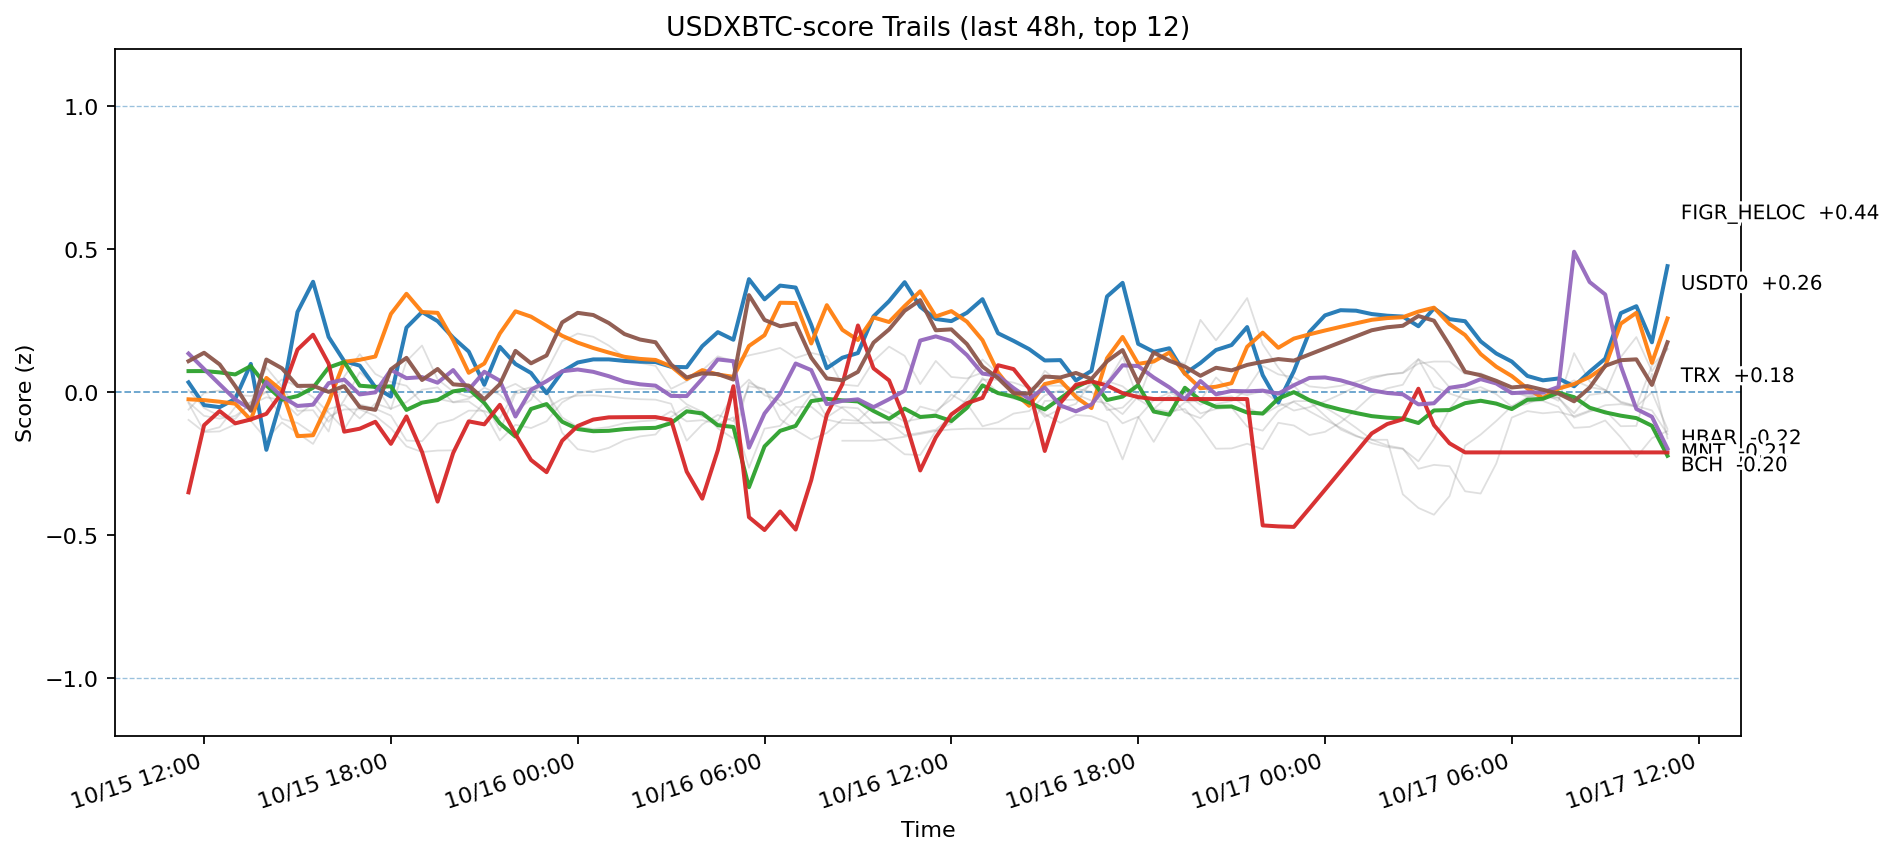 USDXBTC-score Trails (last 48h, top 12)
Score (z)
1.0
0.5
0.0
−0.5
−1.0
FIGR_HELOC +0.44
USDT0 +0.26
TRX +0.18
HBAR -0.22
MNT -0.21
BCH -0.20
10/15 12:00
10/15 18:00
10/16 00:00
10/16 06:00
10/16 12:00
10/16 18:00
10/17 00:00
10/17 06:00
10/17 12:00
Time